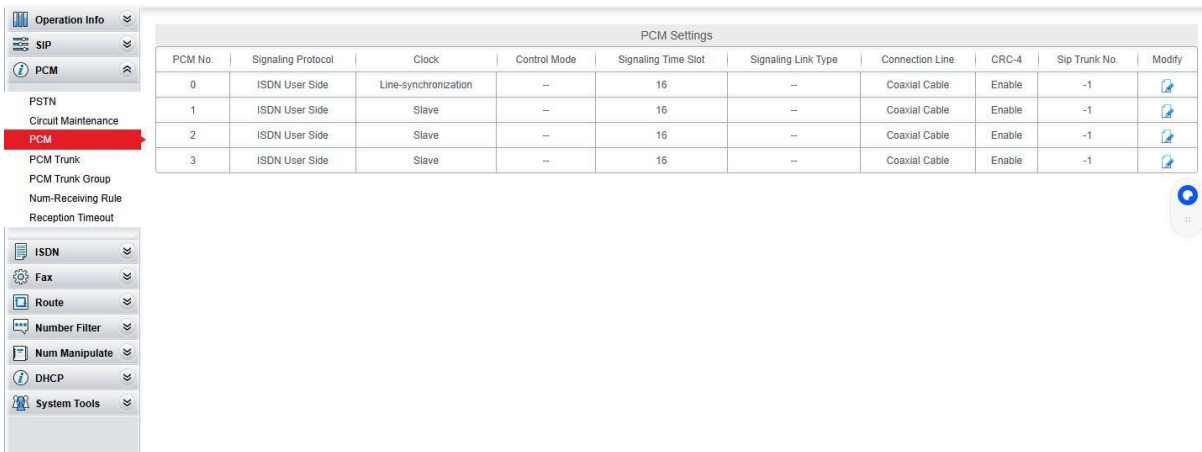 Operation Info
SIP
PCM
PSTN
Circuit Maintenance
PCM
PCM Trunk
PCM Trunk Group
Num-Receiving Rule
Reception Timeout
ISDN
Fax
Route
Number Filter
Num Manipulate
DHCP
System Tools
PCM Settings
PCM No. Signaling Protocol Clock Control Mode Signaling Time Slot Signaling Link Type Connection Line CRC-4 Sip Trunk No. Modify
0 ISDN User Side Line-synchronization -- 16 -- Coaxial Cable Enable -1
1 ISDN User Side Slave -- 16 -- Coaxial Cable Enable -1
2 ISDN User Side Slave -- 16 -- Coaxial Cable Enable -1
3 ISDN User Side Slave -- 16 -- Coaxial Cable Enable -1